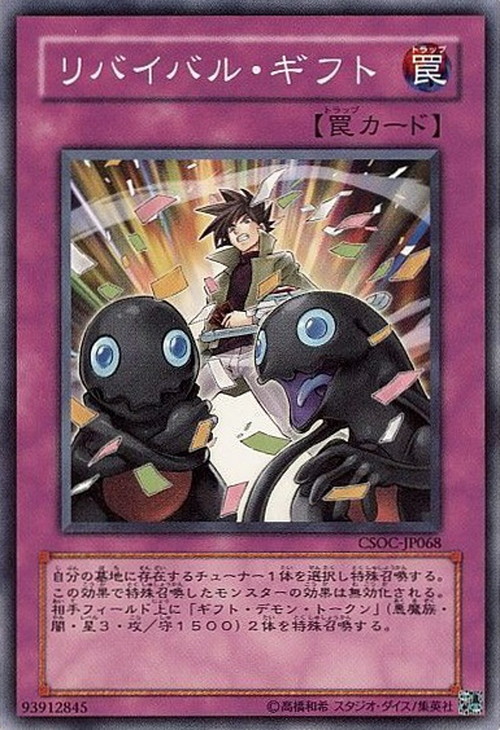 リバイバル・ギフト
トラップ
罠
トラップ
【罠カード】
CSOC-JP068
自分の墓地に存在するチューナー1体を選択し特殊召喚する。
この効果で特殊召喚したモンスターの効果は無効化される。
相手フィールド上に「ギフト・デモン・トークン」(悪魔族・
闇・星3・攻/守1500)2体を特殊召喚する。
93912845
©高橋和希 スタジオ・ダイス/集英社